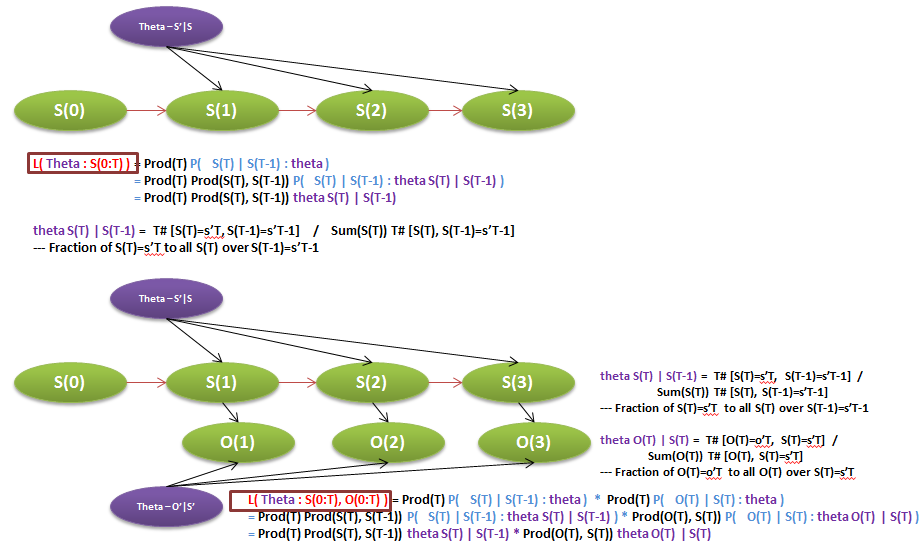 Theta – S'|S
S(0)
S(1)
S(2)
S(3)
L( Theta : S(0:T) ) = Prod(T) P( S(T) | S(T-1) : theta )
= Prod(T) Prod(S(T), S(T-1)) P( S(T) | S(T-1) : theta S(T) | S(T-1) )
= Prod(T) Prod(S(T), S(T-1)) theta S(T) | S(T-1)
theta S(T) | S(T-1) = T# [S(T)=s'T, S(T-1)=s'T-1] / Sum(S(T)) T# [S(T), S(T-1)=s'T-1]
--- Fraction of S(T)=s'T to all S(T) over S(T-1)=s'T-1
Theta – S'|S
S(0)
S(1)
S(2)
S(3)
O(1)
O(2)
O(3)
theta S(T) | S(T-1) = T# [S(T)=s'T, S(T-1)=s'T-1] /
Sum(S(T)) T# [S(T), S(T-1)=s'T-1]
--- Fraction of S(T)=s'T to all S(T) over S(T-1)=s'T-1
theta O(T) | S(T) = T# [O(T)=o'T, S(T)=s'T] /
Sum(O(T)) T# [O(T), S(T)=s'T]
--- Fraction of O(T)=o'T to all O(T) over S(T)=s'T
Theta – O'|S'
L( Theta : S(0:T), O(0:T) ) = Prod(T) P( S(T) | S(T-1) : theta ) * Prod(T) P( O(T) | S(T) : theta )
= Prod(T) Prod(S(T), S(T-1)) P( S(T) | S(T-1) : theta S(T) | S(T-1) ) * Prod(O(T), S(T)) P( O(T) | S(T) : theta O(T) | S(T) )
= Prod(T) Prod(S(T), S(T-1)) theta S(T) | S(T-1) * Prod(O(T), S(T)) theta O(T) | S(T)